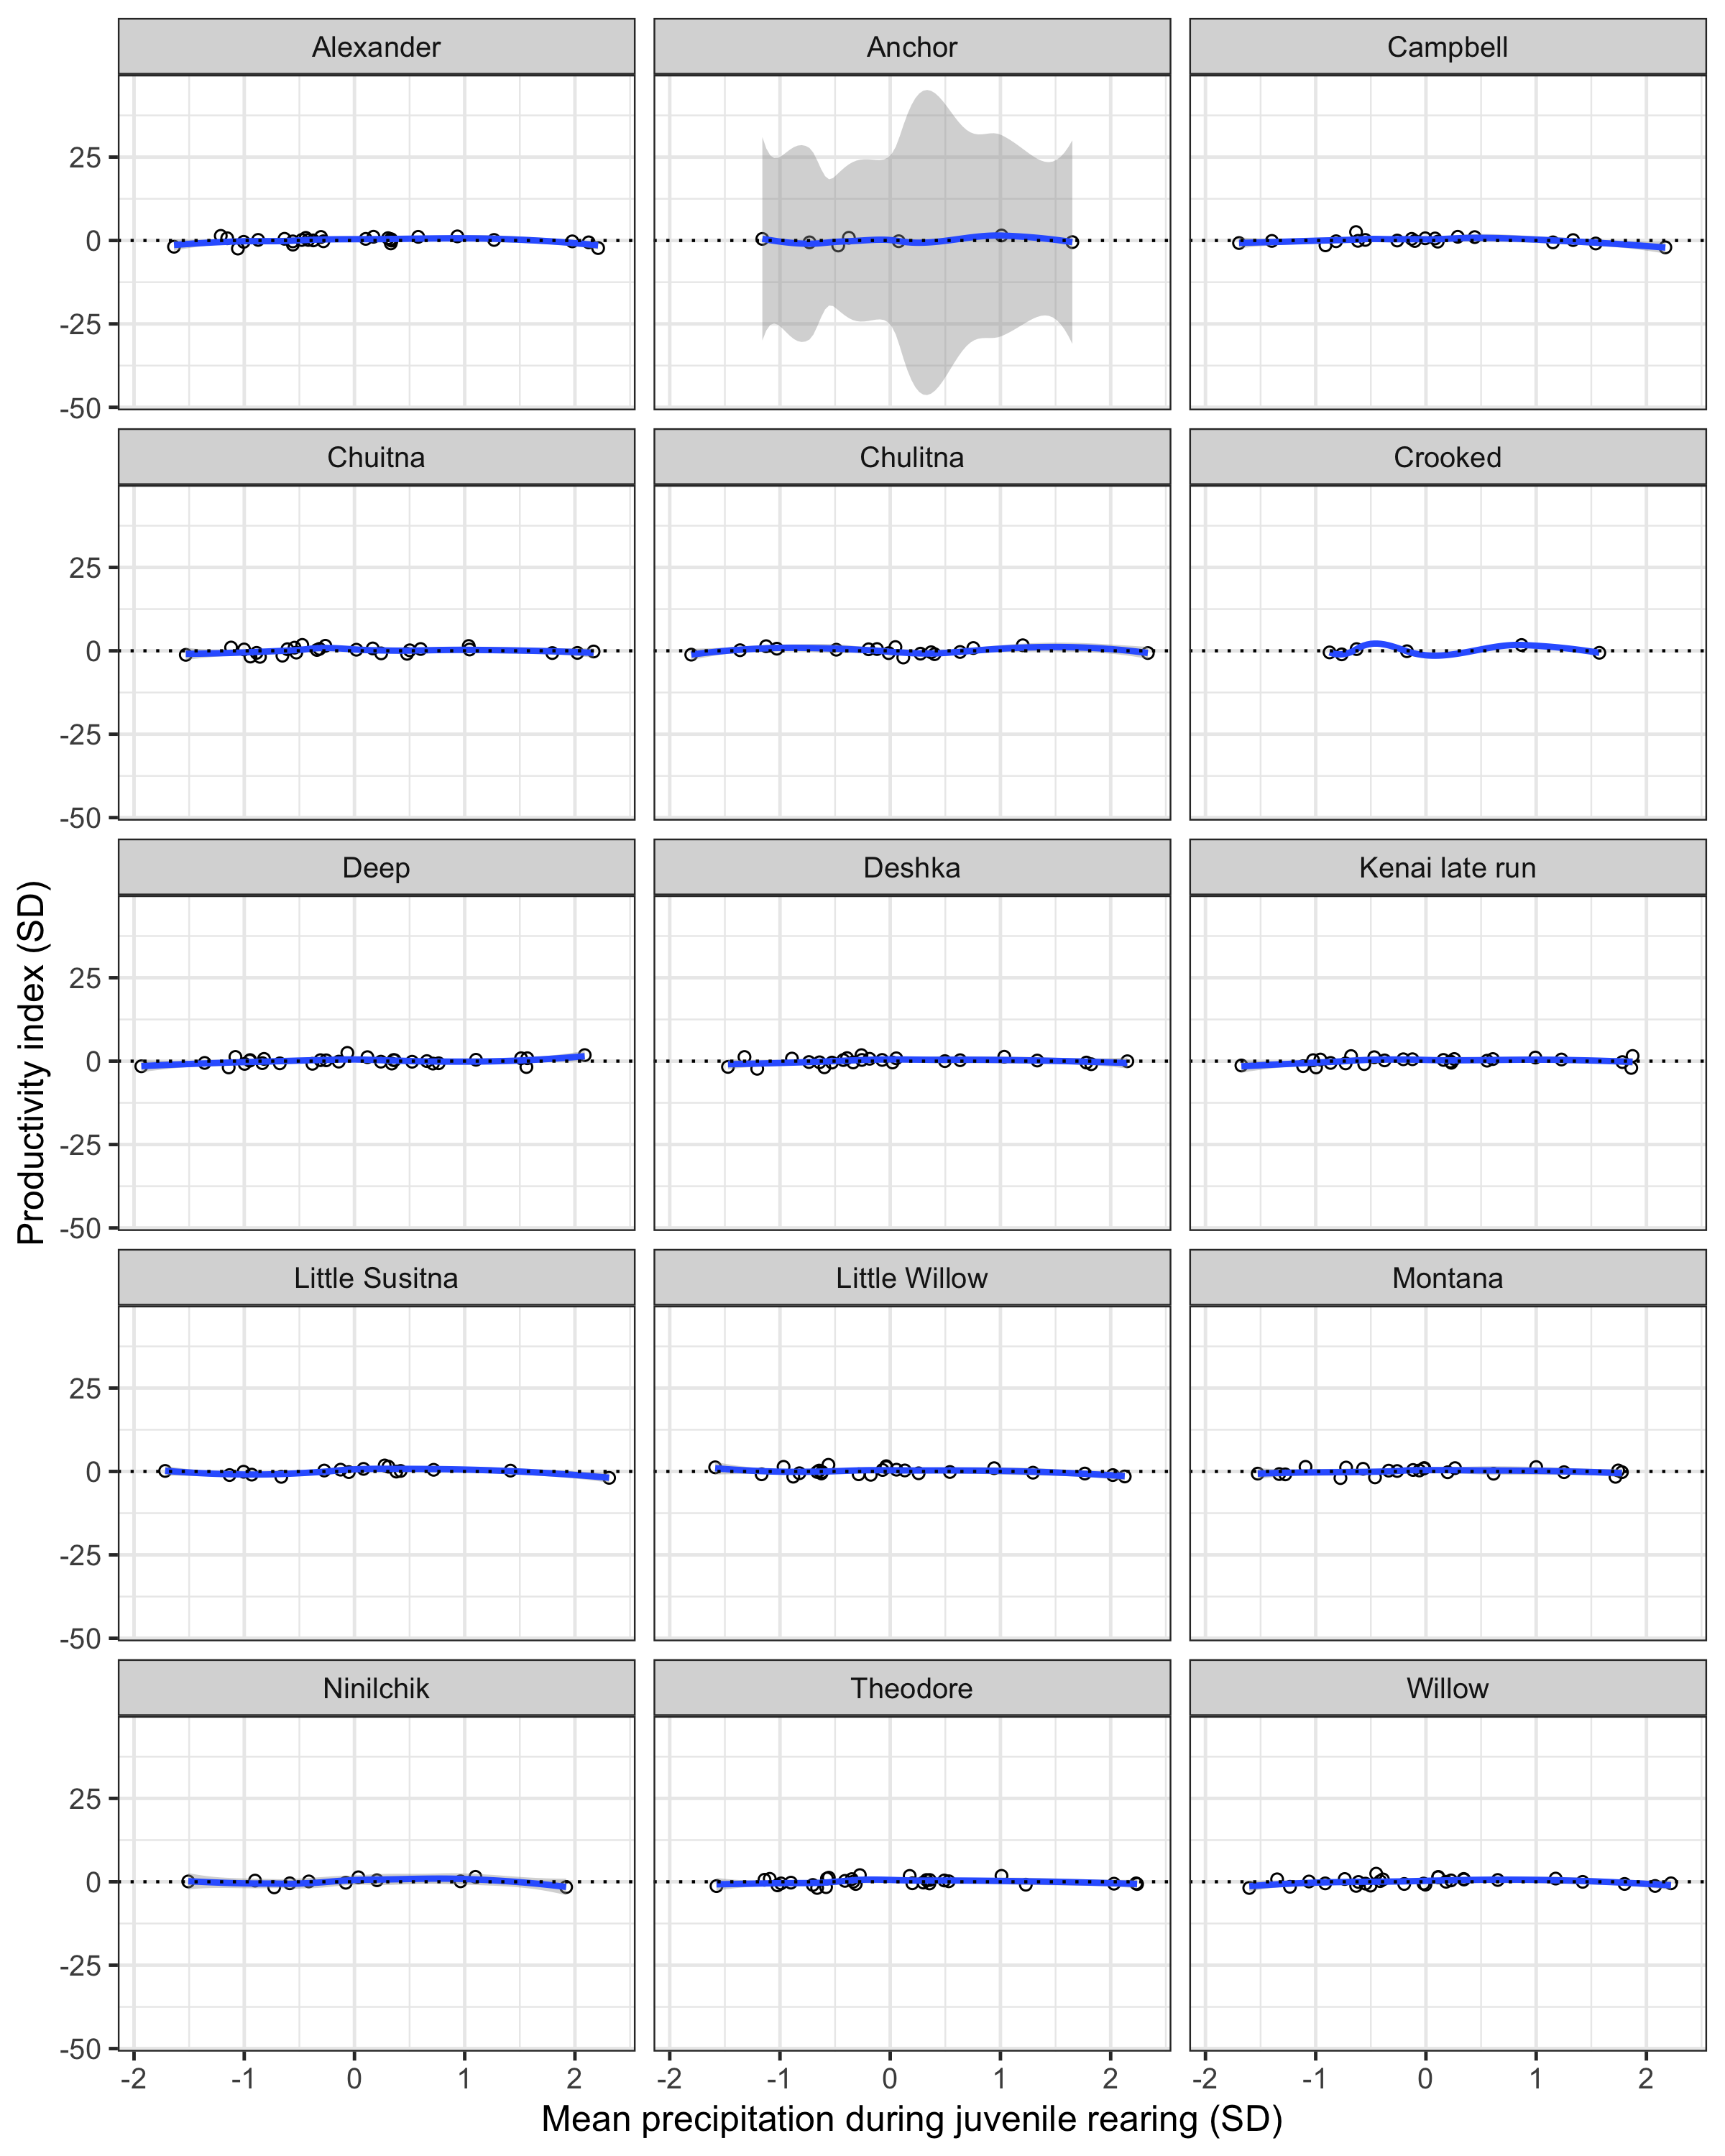 Alexander Anchor Campbell
25
0
-25
-50
Chuitna Chulitna Crooked
25
0
-25
-50
Deep Deshka Kenai late run
25
0
-25
-50
Productivity index (SD)
Little Susitna Little Willow Montana
25
0
-25
-50
Ninilchik Theodore Willow
25
0
-25
-50
-2 -1 0 1 2 -2 -1 0 1 2 -2 -1 0 1 2
Mean precipitation during juvenile rearing (SD)